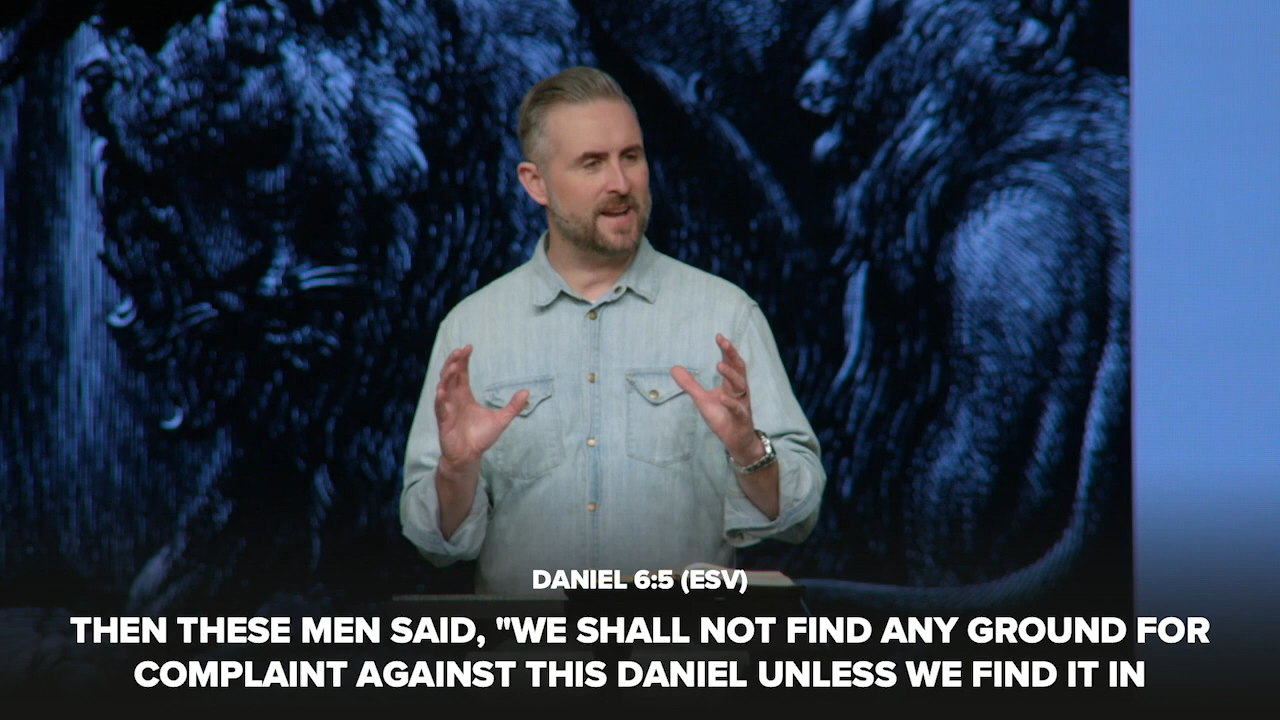 DANIEL 6:5 (ESV)
THEN THESE MEN SAID, "WE SHALL NOT FIND ANY GROUND FOR
COMPLAINT AGAINST THIS DANIEL UNLESS WE FIND IT IN